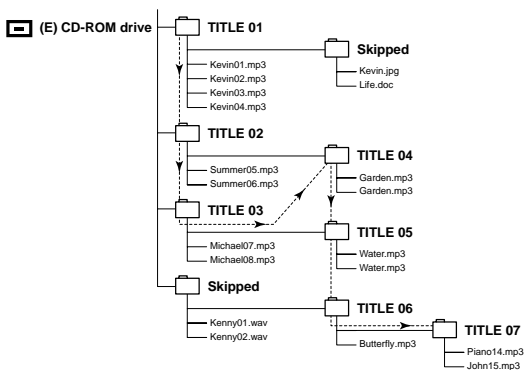 (E) CD-ROM drive
TITLE 01
Kevin01.mp3
Kevin02.mp3
Kevin03.mp3
Kevin04.mp3
Skipped
Kevin.jpg
Life.doc
TITLE 02
Summer05.mp3
Summer06.mp3
TITLE 04
Garden.mp3
Garden.mp3
TITLE 03
Michael07.mp3
Michael08.mp3
TITLE 05
Water.mp3
Water.mp3
Skipped
Kenny01.wav
Kenny02.wav
TITLE 06
Butterfly.mp3
TITLE 07
Piano14.mp3
John15.mp3